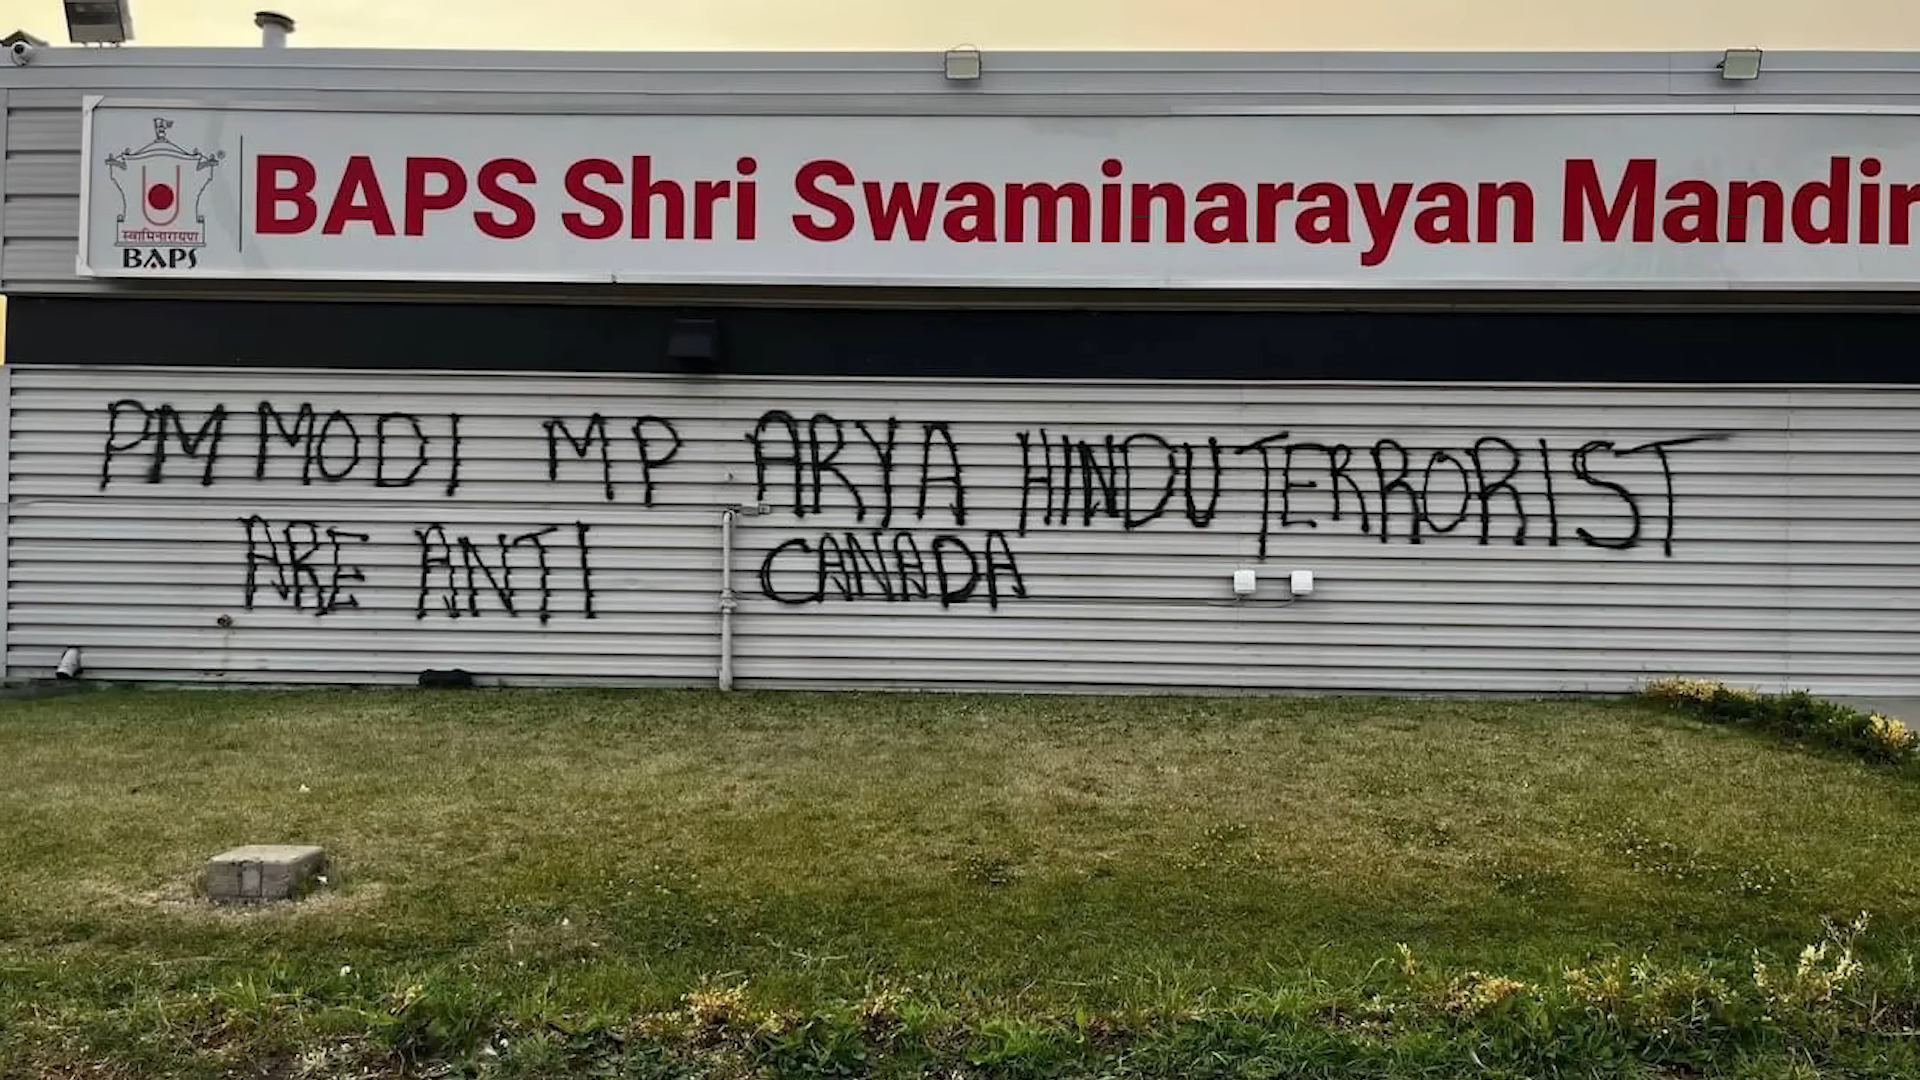 BAPS Shri Swaminarayan Mandir
स्वामिनारायण
BAPS
PM MODI MP ARYA HINDU TERRORIST
ARE ANTI CANADA